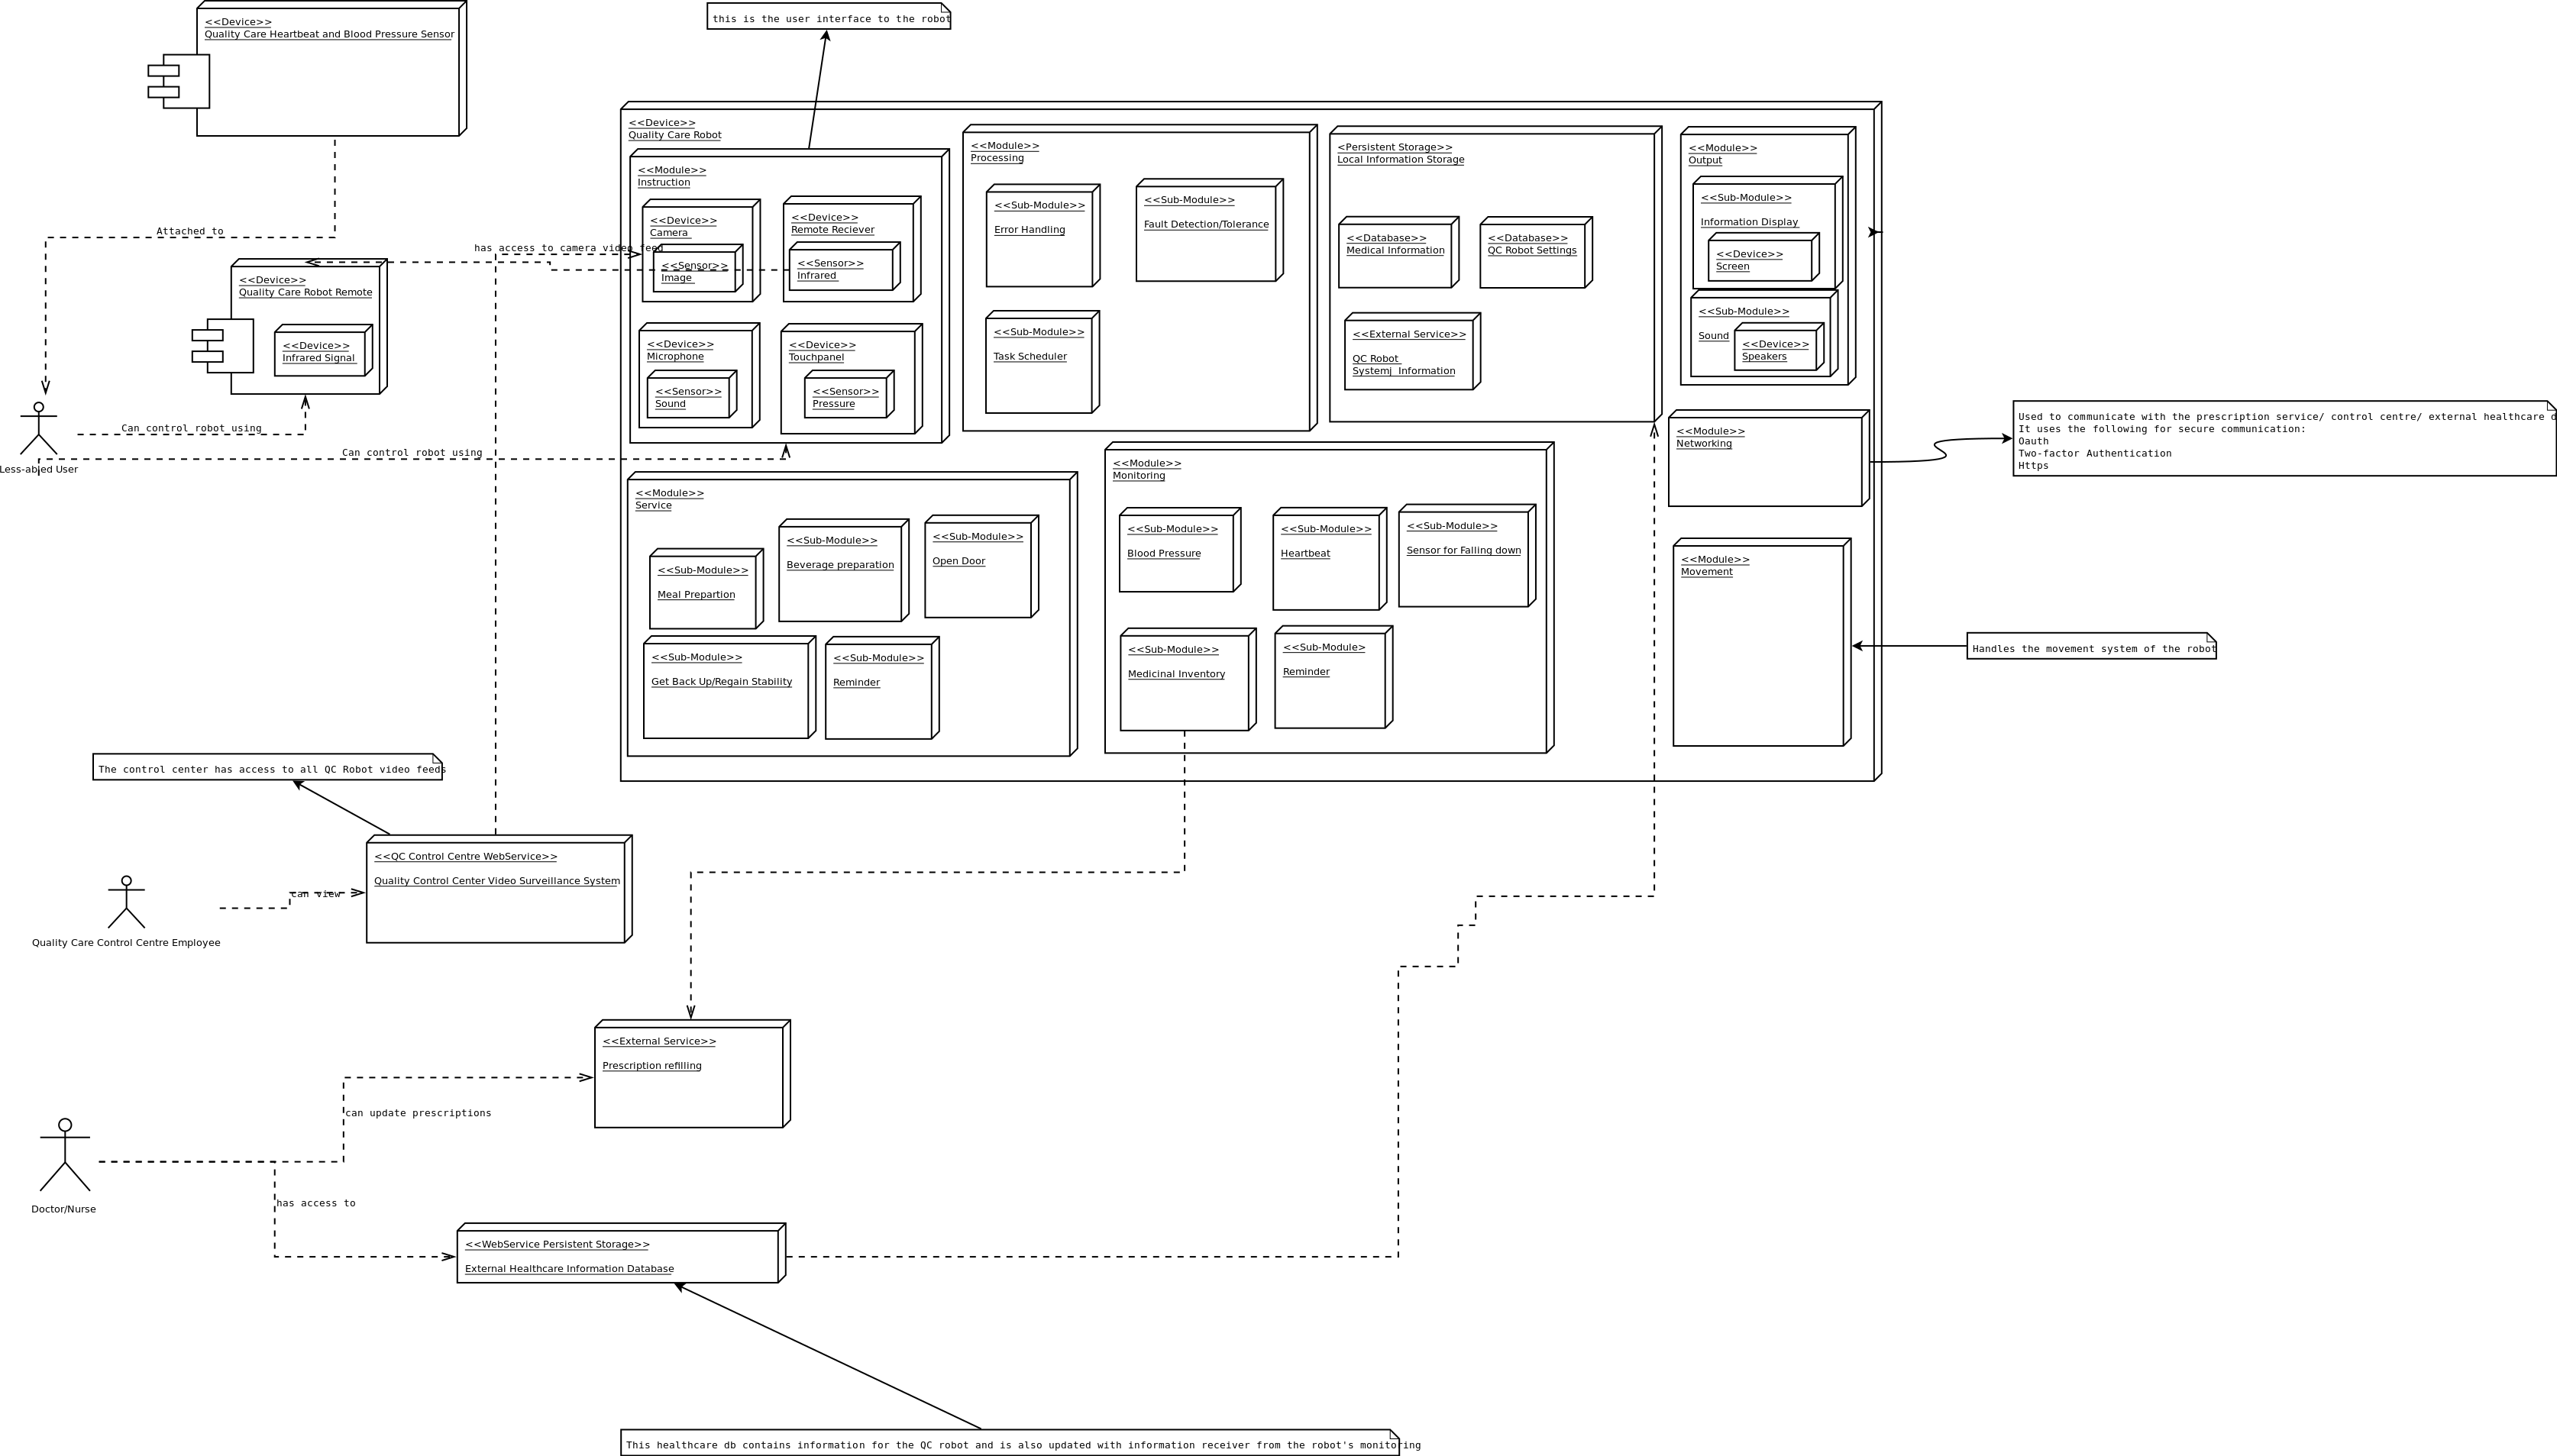 <<Device>>
Quality Care Heartbeat and Blood Pressure Sensor
this is the user interface to the robot
Attached to
<<Device>>
Quality Care Robot Remote
<<Device>>
Infrared Signal
Can control robot using
Less-abled User
Can control robot using
has access to camera video feed
<<Device>>
Quality Care Robot
<<Module>>
Instruction
<<Device>>
Camera
<<Sensor>>
Image
<<Device>>
Remote Reciever
<<Sensor>>
Infrared
<<Device>>
Microphone
<<Sensor>>
Sound
<<Device>>
Touchpanel
<<Sensor>>
Pressure
<<Module>>
Processing
<<Sub-Module>>
Error Handling
<<Sub-Module>>
Fault Detection/Tolerance
<<Sub-Module>>
Task Scheduler
<Persistent Storage>>
Local Information Storage
<<Database>>
Medical Information
<<Database>>
QC Robot Settings
<<External Service>>
QC Robot
Systemj  Information
<<Module>>
Output
<<Sub-Module>>
Information Display
<<Device>>
Screen
<<Sub-Module>>
Sound
<<Device>>
Speakers
<<Module>>
Networking
Used to communicate with the prescription service/ control centre/ external healthcare d
It uses the following for secure communication:
Oauth
Two-factor Authentication
Https
<<Module>>
Service
<<Sub-Module>>
Meal Prepartion
<<Sub-Module>>
Beverage preparation
<<Sub-Module>>
Open Door
<<Sub-Module>>
Get Back Up/Regain Stability
<<Sub-Module>>
Reminder
<<Module>>
Monitoring
<<Sub-Module>>
Blood Pressure
<<Sub-Module>>
Heartbeat
<<Sub-Module>>
Sensor for Falling down
<<Sub-Module>>
Medicinal Inventory
<<Sub-Module>
Reminder
<<Module>>
Movement
Handles the movement system of the robot
The control center has access to all QC Robot video feeds
<<QC Control Centre WebService>>
Quality Control Center Video Surveillance System
can view
Quality Care Control Centre Employee
<<External Service>>
Prescription refilling
can update prescriptions
Doctor/Nurse
has access to
<<WebService Persistent Storage>>
External Healthcare Information Database
This healthcare db contains information for the QC robot and is also updated with information receiver from the robot's monitoring